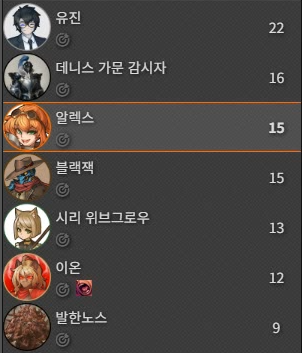 유진
22
데니스 가문 감시자
16
알렉스
15
블랙잭
15
시리 위브그로우
13
이온
12
발한노스
9